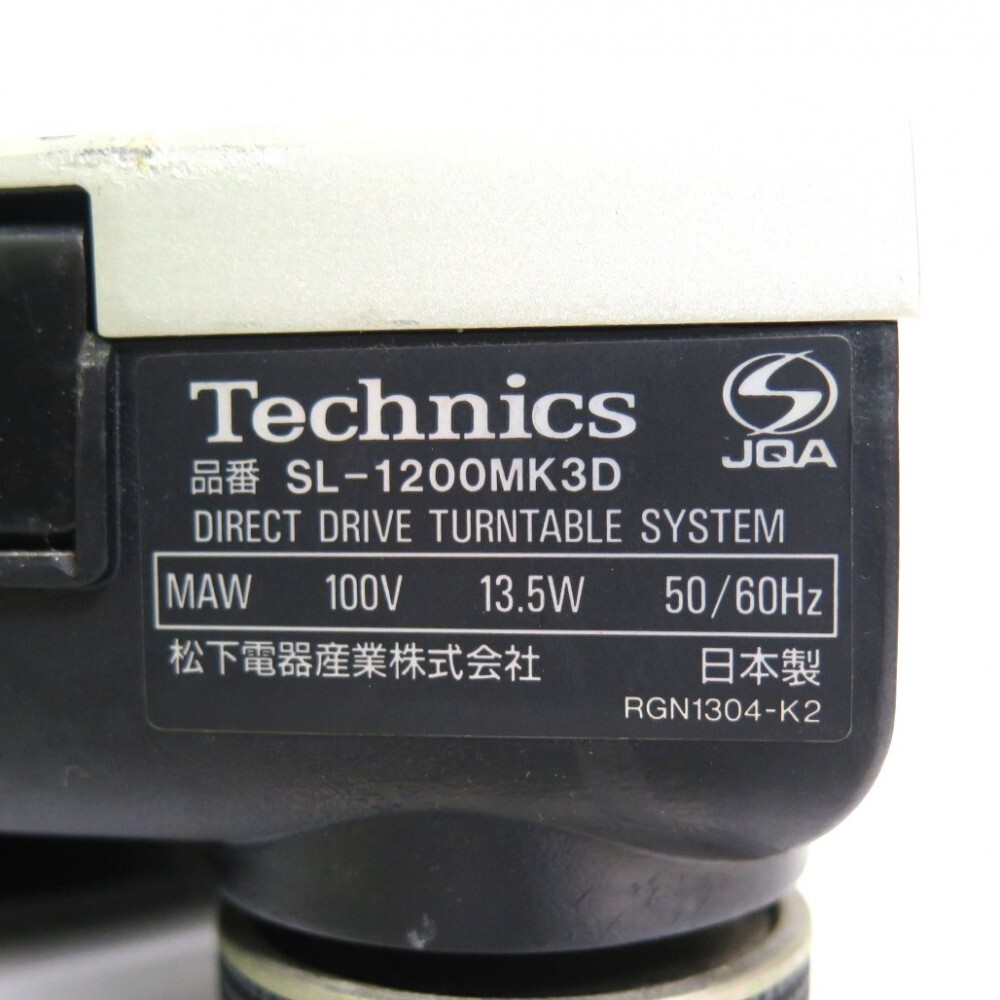 Technics
JQA
品番 SL-1200MK3D
DIRECT DRIVE TURNTABLE SYSTEM
MAW 100V 13.5W 50/60Hz
松下電器産業株式会社 日本製
RGN1304-K2